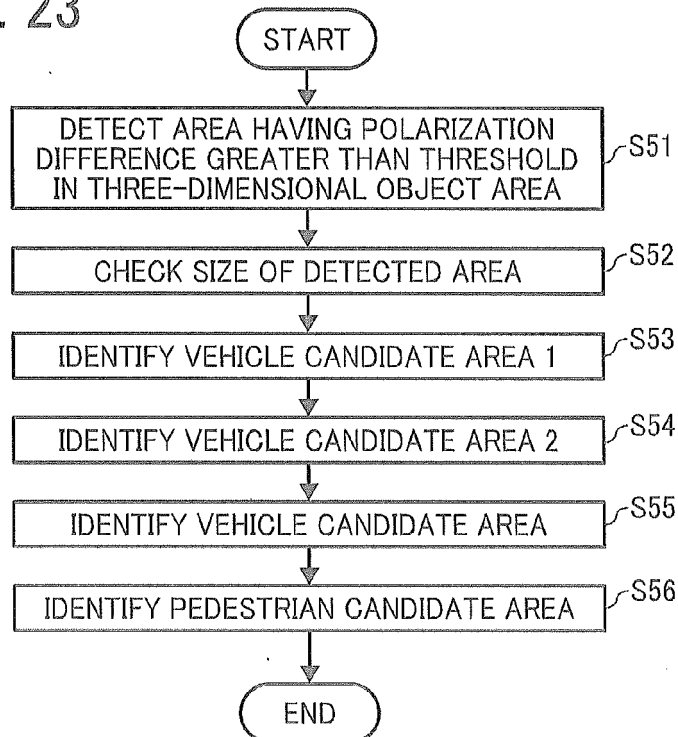 . 23
START
DETECT AREA HAVING POLARIZATION
DIFFERENCE GREATER THAN THRESHOLD
IN THREE-DIMENSIONAL OBJECT AREA
S51
CHECK SIZE OF DETECTED AREA
S52
IDENTIFY VEHICLE CANDIDATE AREA 1
S53
IDENTIFY VEHICLE CANDIDATE AREA 2
S54
IDENTIFY VEHICLE CANDIDATE AREA
S55
IDENTIFY PEDESTRIAN CANDIDATE AREA
S56
END